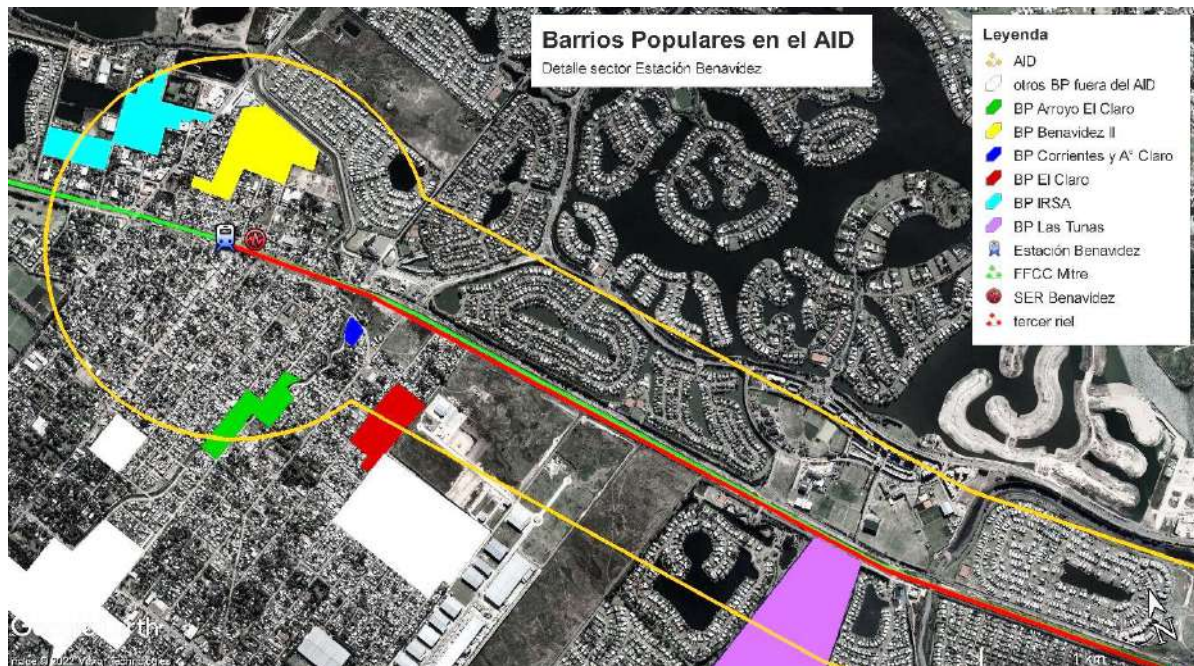 Barrios Populares en el AID
Detalle sector Estación Benavidez
Leyenda
AID
otros BP fuera del AID
BP Arroyo El Claro
BP Benavidez II
BP Corrientes y A° Claro
BP El Claro
BP IRSA
BP Las Tunas
Estación Benavidez
FFCC Mitre
SER Benavidez
tercer riel
N
1 km